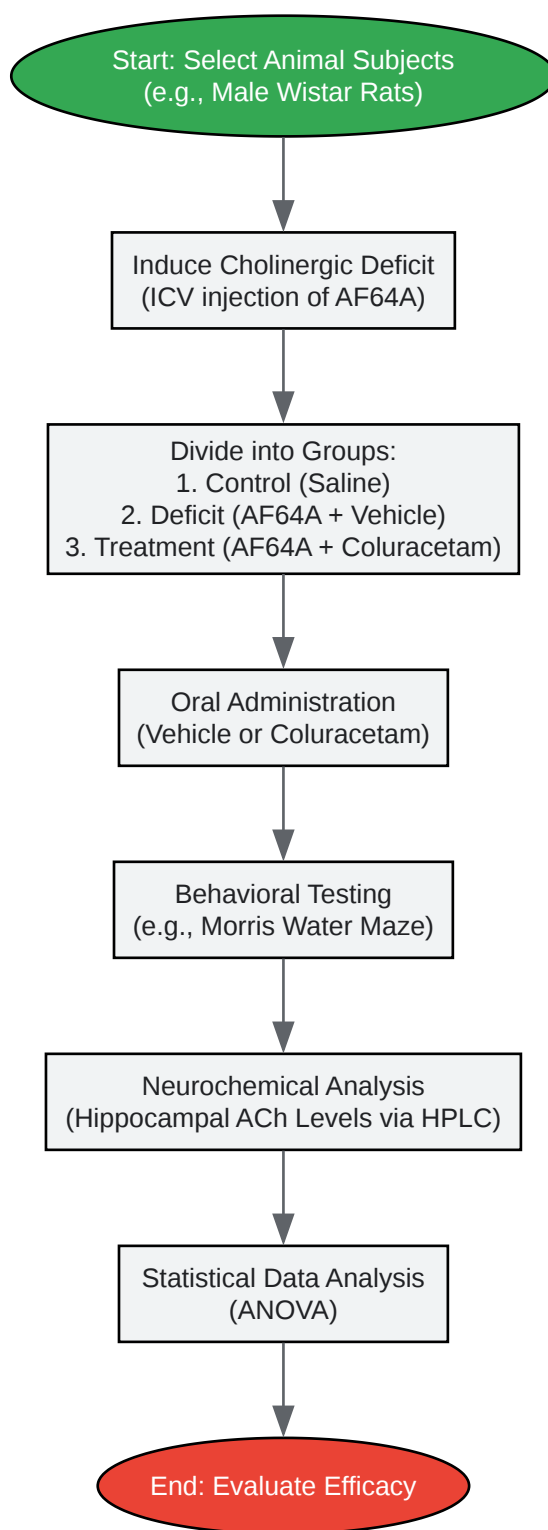 Start: Select Animal Subjects
(e.g., Male Wistar Rats)
Induce Cholinergic Deficit
(ICV injection of AF64A)
Divide into Groups:
1. Control (Saline)
2. Deficit (AF64A + Vehicle)
3. Treatment (AF64A + Coluracetam)
Oral Administration
(Vehicle or Coluracetam)
Behavioral Testing
(e.g., Morris Water Maze)
Neurochemical Analysis
(Hippocampal ACh Levels via HPLC)
Statistical Data Analysis
(ANOVA)
End: Evaluate Efficacy